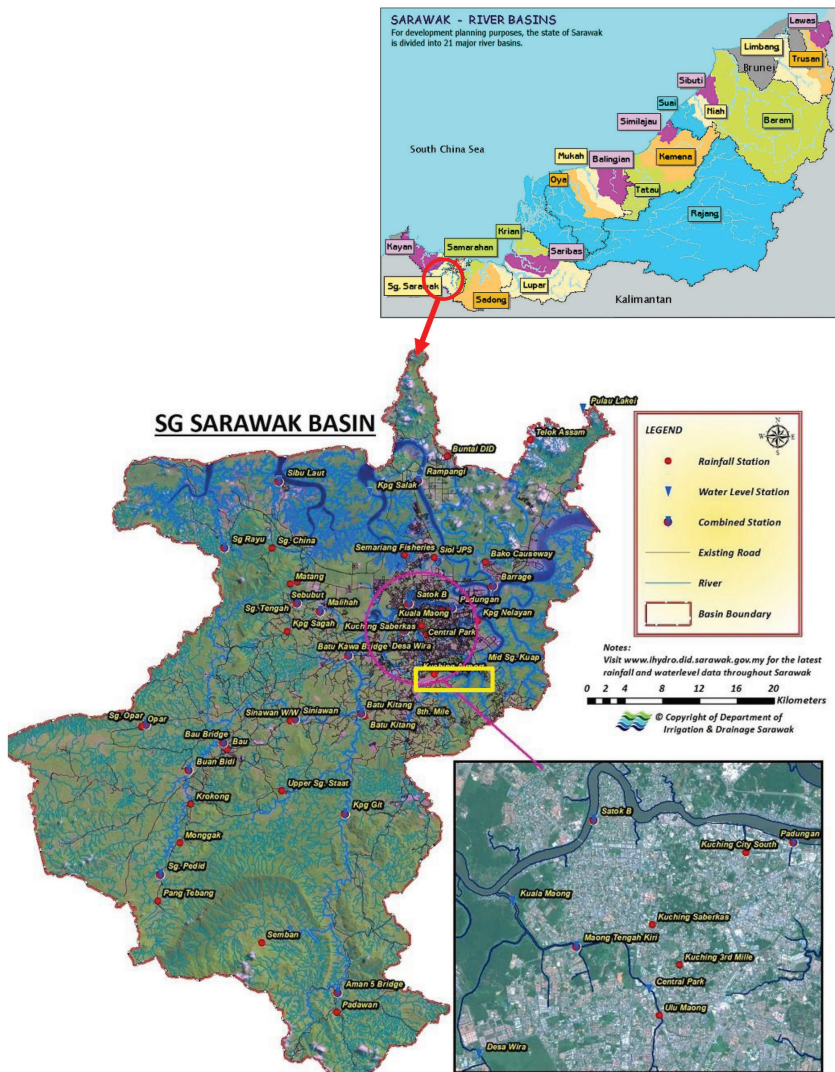 SARAWAK - RIVER BASINS
For development planning purposes, the state of Sarawak
is divided into 21 major river basins.
Lawas
Limbang
Trusan
Brunei
Sibuti
Suai
Niah
Similajau
Baram
South China Sea
Mukah
Balingian
Kemena
Oya
Tatau
Rajang
Krian
Kayan
Samarahan
Saribas
Sg. Sarawak
Lupar
Sadong
Kalimantan
SG SARAWAK BASIN
Pulau Lakei
Telok Assam
Buntal DID
Sibu Laut
Rampangi
Kpg Salak
Sg Rayu
Sg. China
Semariang Fisheries
Siol JPS
Bako Causeway
Matang
Barrage
Sebubut
Satok B
Padungan
Sg. Tengah
Malihah
Kuala Maong
Kpg Nelayan
Kpg Sagah
Kuching Saberkas
Central Park
Batu Kawa Bridge
Desa Wira
Mid Sg. Kuap
Sg. Opar
Opar
Sinawan W/W
Siniawan
Batu Kitang
8th. Mile
Batu Kitang
Bau Bridge
Bau
Buan Bidi
Upper Sg. Staat
Krokong
Kpg Git
Monggak
Sg. Pedid
Pang Tebang
Semban
Aman 5 Bridge
Padawan
LEGEND
N
W
E
S
Rainfall Station
Water Level Station
Combined Station
Existing Road
River
Basin Boundary
Notes:
Visit www.ihydro.did.sarawak.gov.my for the latest
rainfall and waterlevel data throughout Sarawak
0 2 4 8 12 16 20
Kilometers
© Copyright of Department of
Irrigation & Drainage Sarawak
Satok B
Padungan
Kuching City South
Kuala Maong
Kuching Saberkas
Maong Tengah Kiri
Kuching 3rd Mille
Central Park
Ulu Maong
Desa Wira